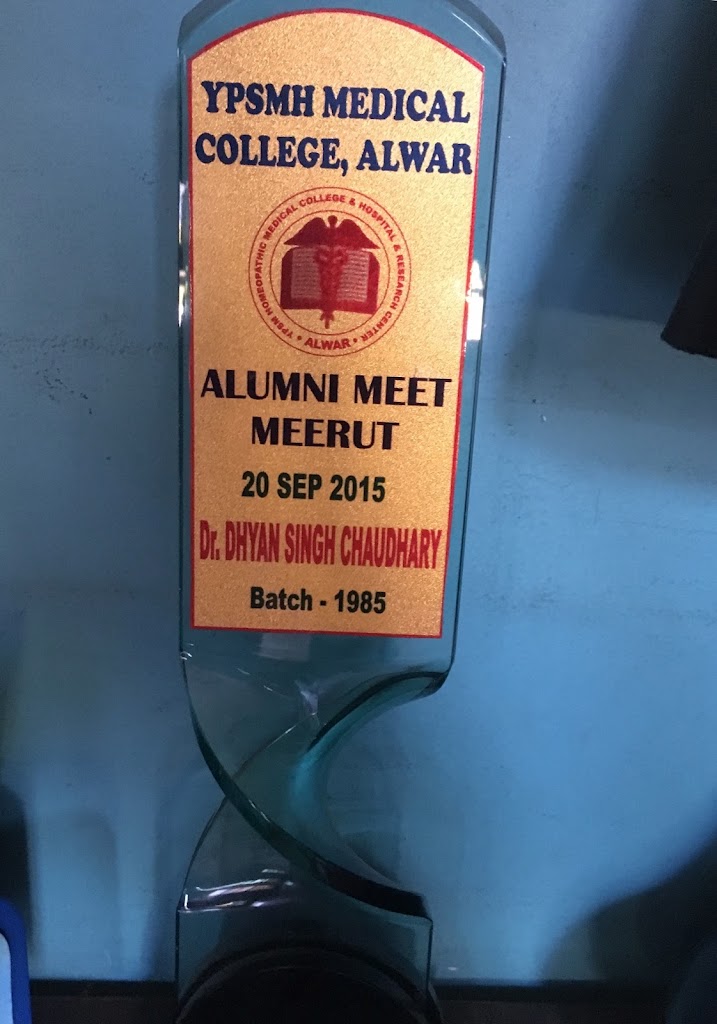 YPSMH MEDICAL
COLLEGE, ALWAR
YPSM HOMEOPATHIC MEDICAL COLLEGE & HOSPITAL & RESEARCH CENTER
• ALWAR •
ALUMNI MEET
MEERUT
20 SEP 2015
Dr. DHYAN SINGH CHAUDHARY
Batch - 1985